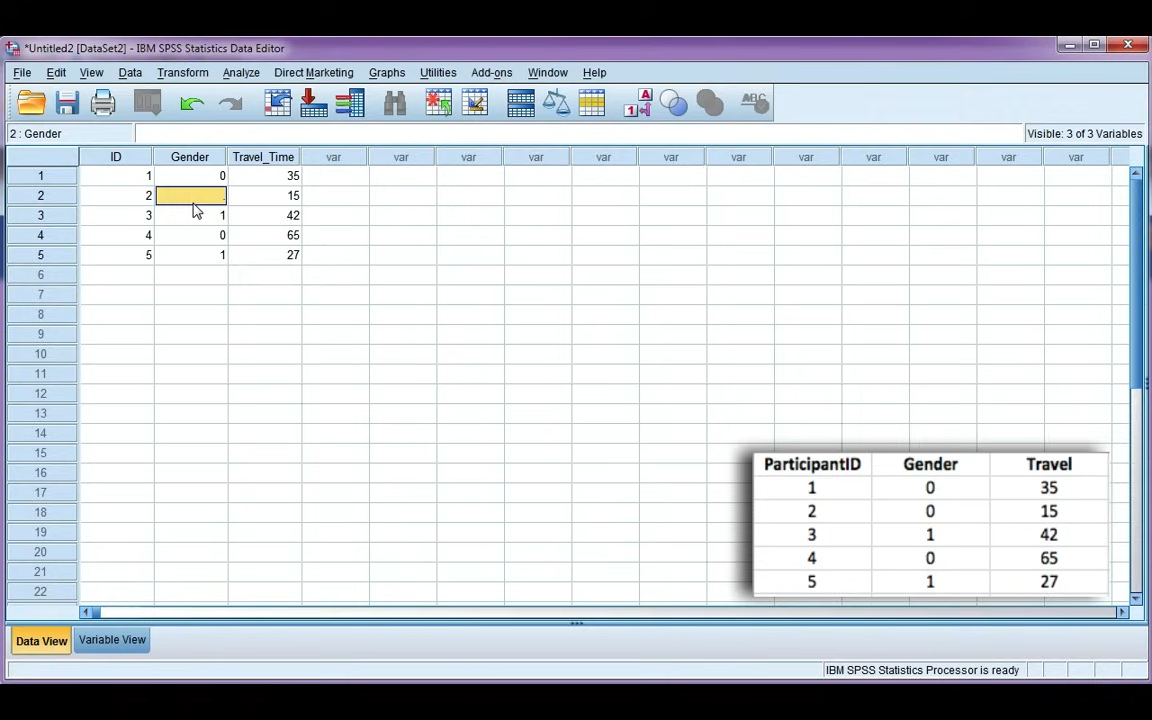 *Untitled2 [DataSet2] - IBM SPSS Statistics Data Editor
File Edit View Data Transform Analyze Direct Marketing Graphs Utilities Add-ons Window Help
1 A ABC
2 : Gender Visible: 3 of 3 Variables
ID Gender Travel_Time var var var var var var var var var var var var
1 1 0 35
2 2 . 15
3 3 1 42
4 4 0 65
5 5 1 27
6
7
8
9
10
11
12
13
14
15
16
17
18
19
20
21
22
ParticipantID Gender Travel
1 0 35
2 0 15
3 1 42
4 0 65
5 1 27
Data View Variable View
IBM SPSS Statistics Processor is ready